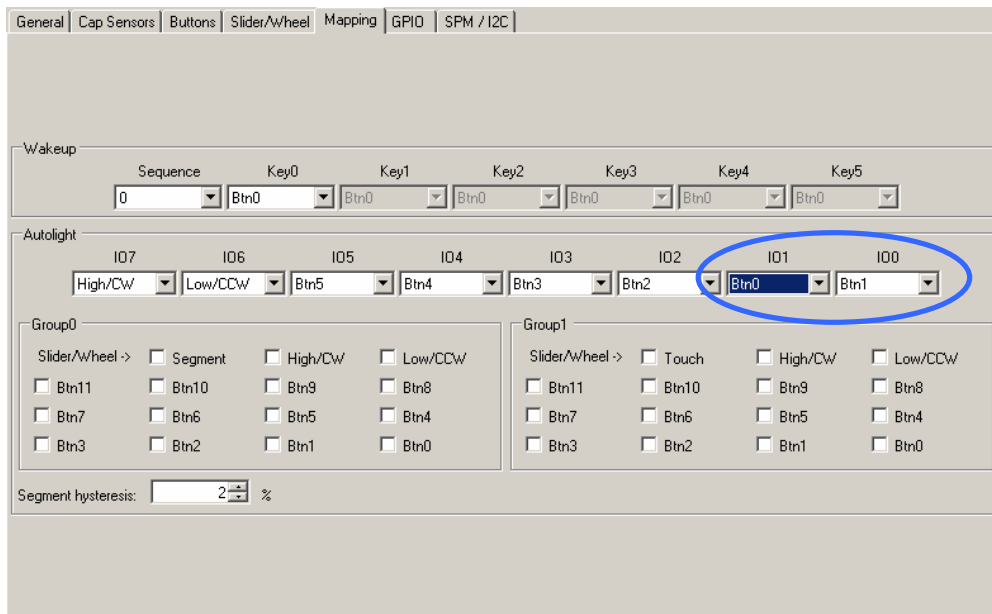 General Cap Sensors Buttons Slider/Wheel Mapping GPIO SPM / I2C
Wakeup
Sequence Key0 Key1 Key2 Key3 Key4 Key5
0 Btn0 Btn0 Btn0 Btn0 Btn0 Btn0
Autolight
IO7 IO6 IO5 IO4 IO3 IO2 IO1 IO0
High/CW Low/CCW Btn5 Btn4 Btn3 Btn2 Btn0 Btn1
Group0 Group1
Slider/Wheel -> Segment High/CW Low/CCW Slider/Wheel -> Touch High/CW Low/CCW
Btn11 Btn10 Btn9 Btn8 Btn11 Btn10 Btn9 Btn8
Btn7 Btn6 Btn5 Btn4 Btn7 Btn6 Btn5 Btn4
Btn3 Btn2 Btn1 Btn0 Btn3 Btn2 Btn1 Btn0
Segment hysteresis: 2 %